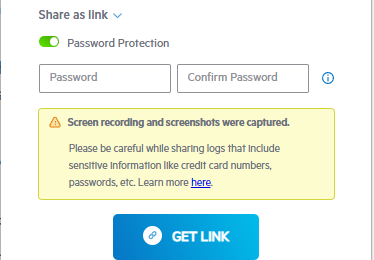 Share as link
Password Protection
Password Confirm Password
Screen recording and screenshots were captured.
Please be careful while sharing logs that include
sensitive information like credit card numbers,
passwords, etc. Learn more here.
GET LINK